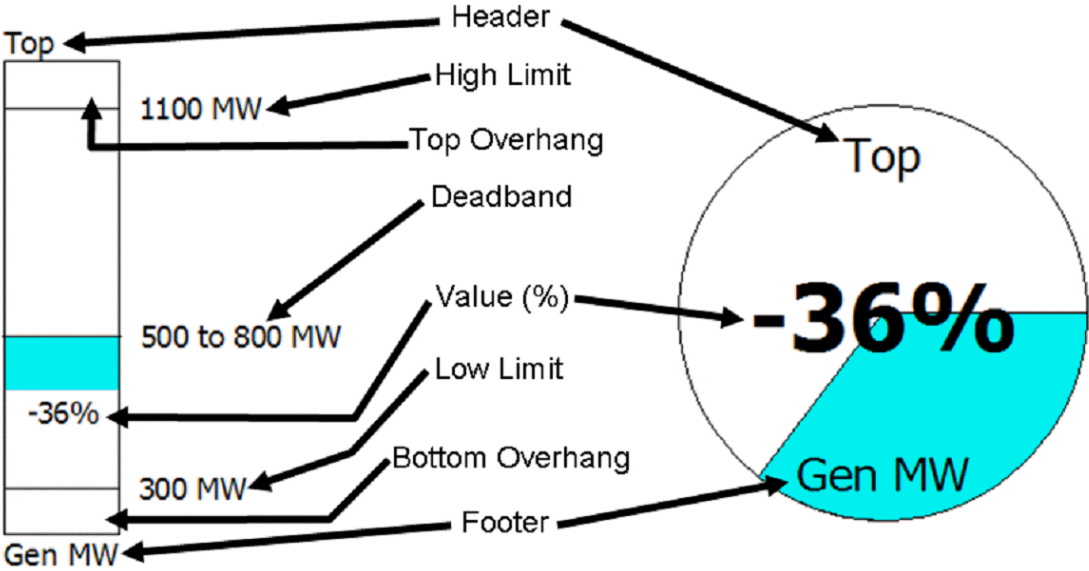 Header
Top
High Limit
1100 MW
Top Overhang
Top
Deadband
Value (%)
-36%
500 to 800 MW
Low Limit
-36%
Bottom Overhang
Gen MW
300 MW
Footer
Gen MW